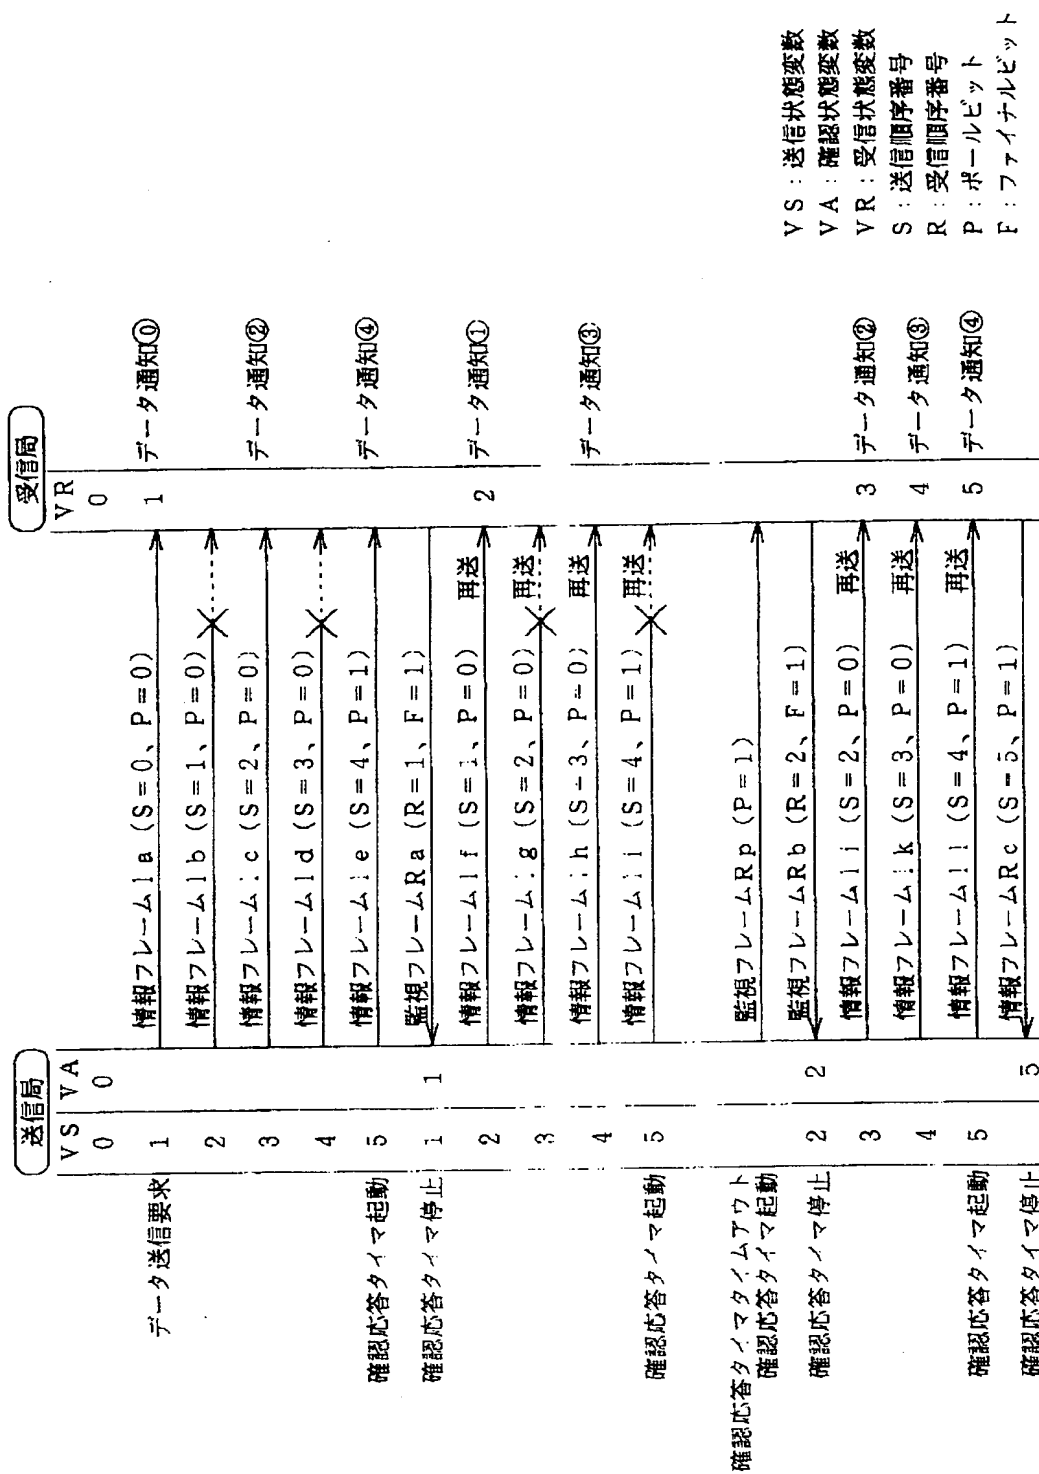 送信局
受信局
VS VA
VR
0 0
0
データ送信要求
1
情報フレームIa(S=0、P=0)
1
データ通知⓪
2
情報フレームIb(S=1、P=0)
3
情報フレームIc(S=2、P=0)
データ通知②
4
情報フレームId(S=3、P=0)
確認応答タイマ起動
5
情報フレームIe(S=4、P=1)
データ通知④
確認応答タイマ停止
1 1
監視フレームRa(R=1、F=1)
2
情報フレームIf(S=1、P=0)
再送
2
データ通知①
3
情報フレームIg(S=2、P=0)
再送
4
情報フレームIh(S=3、P=0)
再送
データ通知③
確認応答タイマ起動
5
情報フレームIi(S=4、P=1)
再送
確認応答タイマタイムアウト
確認応答タイマ起動
監視フレームRp(P=1)
確認応答タイマ停止
2 2
監視フレームRb(R=2、F=1)
3
情報フレームIj(S=2、P=0)
再送
3
データ通知②
4
情報フレームIk(S=3、P=0)
再送
4
データ通知③
確認応答タイマ起動
5
情報フレームIl(S=4、P=1)
再送
5
データ通知④
確認応答タイマ停止
5
情報フレームRc(S=5、P=1)
VS:送信状態変数
VA:確認状態変数
VR:受信状態変数
S:送信順序番号
R:受信順序番号
P:ポールビット
F:ファイナルビット